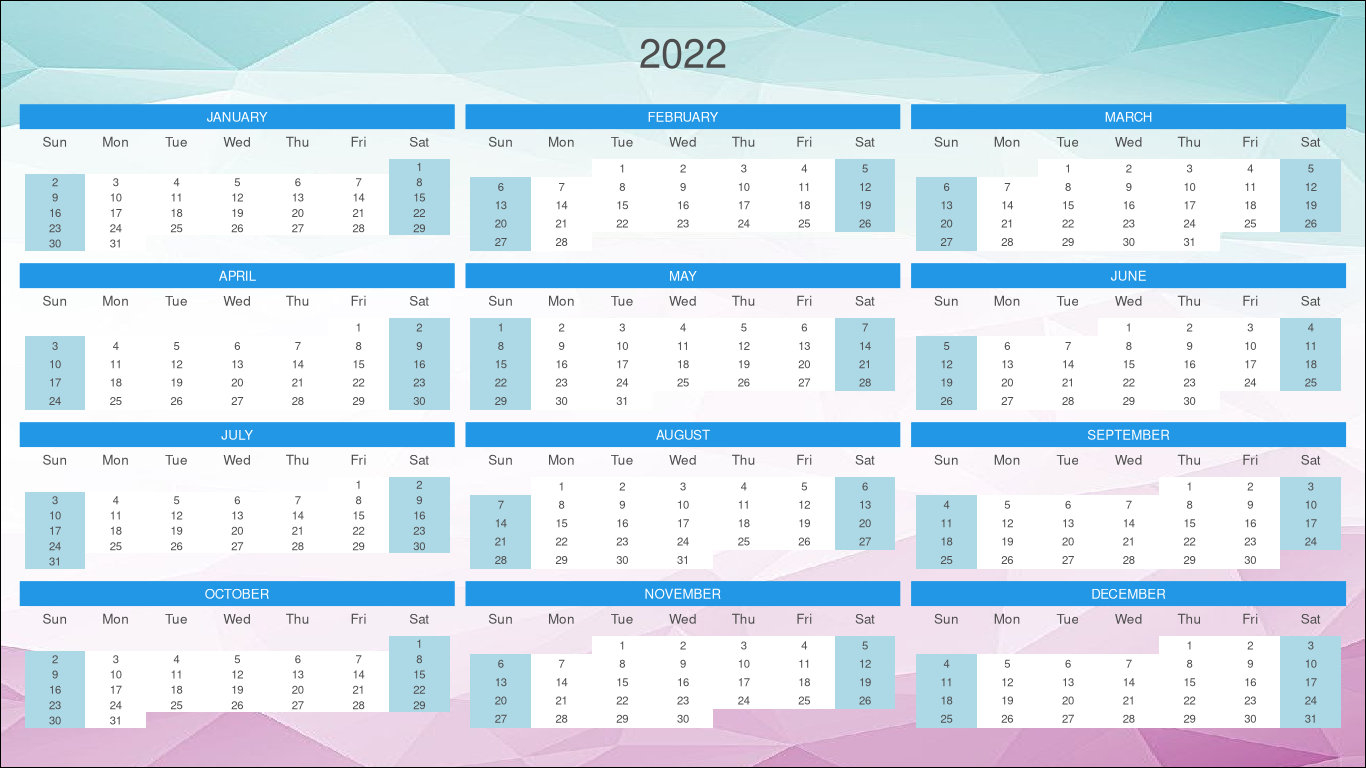 2022
JANUARY
Sun Mon Tue Wed Thu Fri Sat
1
2 3 4 5 6 7 8
9 10 11 12 13 14 15
16 17 18 19 20 21 22
23 24 25 26 27 28 29
30 31
FEBRUARY
Sun Mon Tue Wed Thu Fri Sat
1 2 3 4 5
6 7 8 9 10 11 12
13 14 15 16 17 18 19
20 21 22 23 24 25 26
27 28
MARCH
Sun Mon Tue Wed Thu Fri Sat
1 2 3 4 5
6 7 8 9 10 11 12
13 14 15 16 17 18 19
20 21 22 23 24 25 26
27 28 29 30 31
APRIL
Sun Mon Tue Wed Thu Fri Sat
1 2
3 4 5 6 7 8 9
10 11 12 13 14 15 16
17 18 19 20 21 22 23
24 25 26 27 28 29 30
MAY
Sun Mon Tue Wed Thu Fri Sat
1 2 3 4 5 6 7
8 9 10 11 12 13 14
15 16 17 18 19 20 21
22 23 24 25 26 27 28
29 30 31
JUNE
Sun Mon Tue Wed Thu Fri Sat
1 2 3 4
5 6 7 8 9 10 11
12 13 14 15 16 17 18
19 20 21 22 23 24 25
26 27 28 29 30
JULY
Sun Mon Tue Wed Thu Fri Sat
1 2
3 4 5 6 7 8 9
10 11 12 13 14 15 16
17 18 19 20 21 22 23
24 25 26 27 28 29 30
31
AUGUST
Sun Mon Tue Wed Thu Fri Sat
1 2 3 4 5 6
7 8 9 10 11 12 13
14 15 16 17 18 19 20
21 22 23 24 25 26 27
28 29 30 31
SEPTEMBER
Sun Mon Tue Wed Thu Fri Sat
1 2 3
4 5 6 7 8 9 10
11 12 13 14 15 16 17
18 19 20 21 22 23 24
25 26 27 28 29 30
OCTOBER
Sun Mon Tue Wed Thu Fri Sat
1
2 3 4 5 6 7 8
9 10 11 12 13 14 15
16 17 18 19 20 21 22
23 24 25 26 27 28 29
30 31
NOVEMBER
Sun Mon Tue Wed Thu Fri Sat
1 2 3 4 5
6 7 8 9 10 11 12
13 14 15 16 17 18 19
20 21 22 23 24 25 26
27 28 29 30
DECEMBER
Sun Mon Tue Wed Thu Fri Sat
1 2 3
4 5 6 7 8 9 10
11 12 13 14 15 16 17
18 19 20 21 22 23 24
25 26 27 28 29 30 31